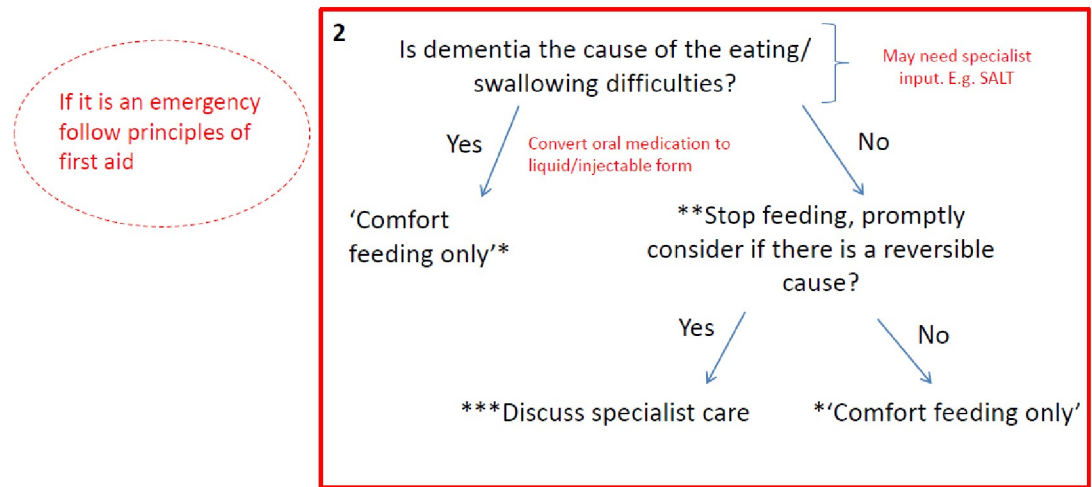 If it is an emergency
follow principles of
first aid
2
Is dementia the cause of the eating/
swallowing difficulties?
May need specialist
input. E.g. SALT
Yes
Convert oral medication to
liquid/injectable form
No
‘Comfort
feeding only’*
**Stop feeding, promptly
consider if there is a reversible
cause?
Yes
No
***Discuss specialist care
*‘Comfort feeding only’